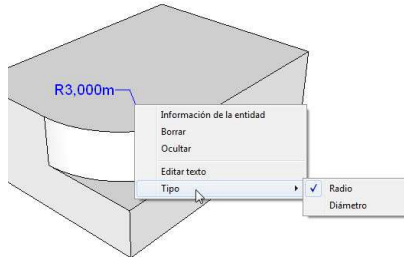 R3,000m
Información de la entidad
Borrar
Ocultar
Editar texto
Tipo
Radio
Diámetro